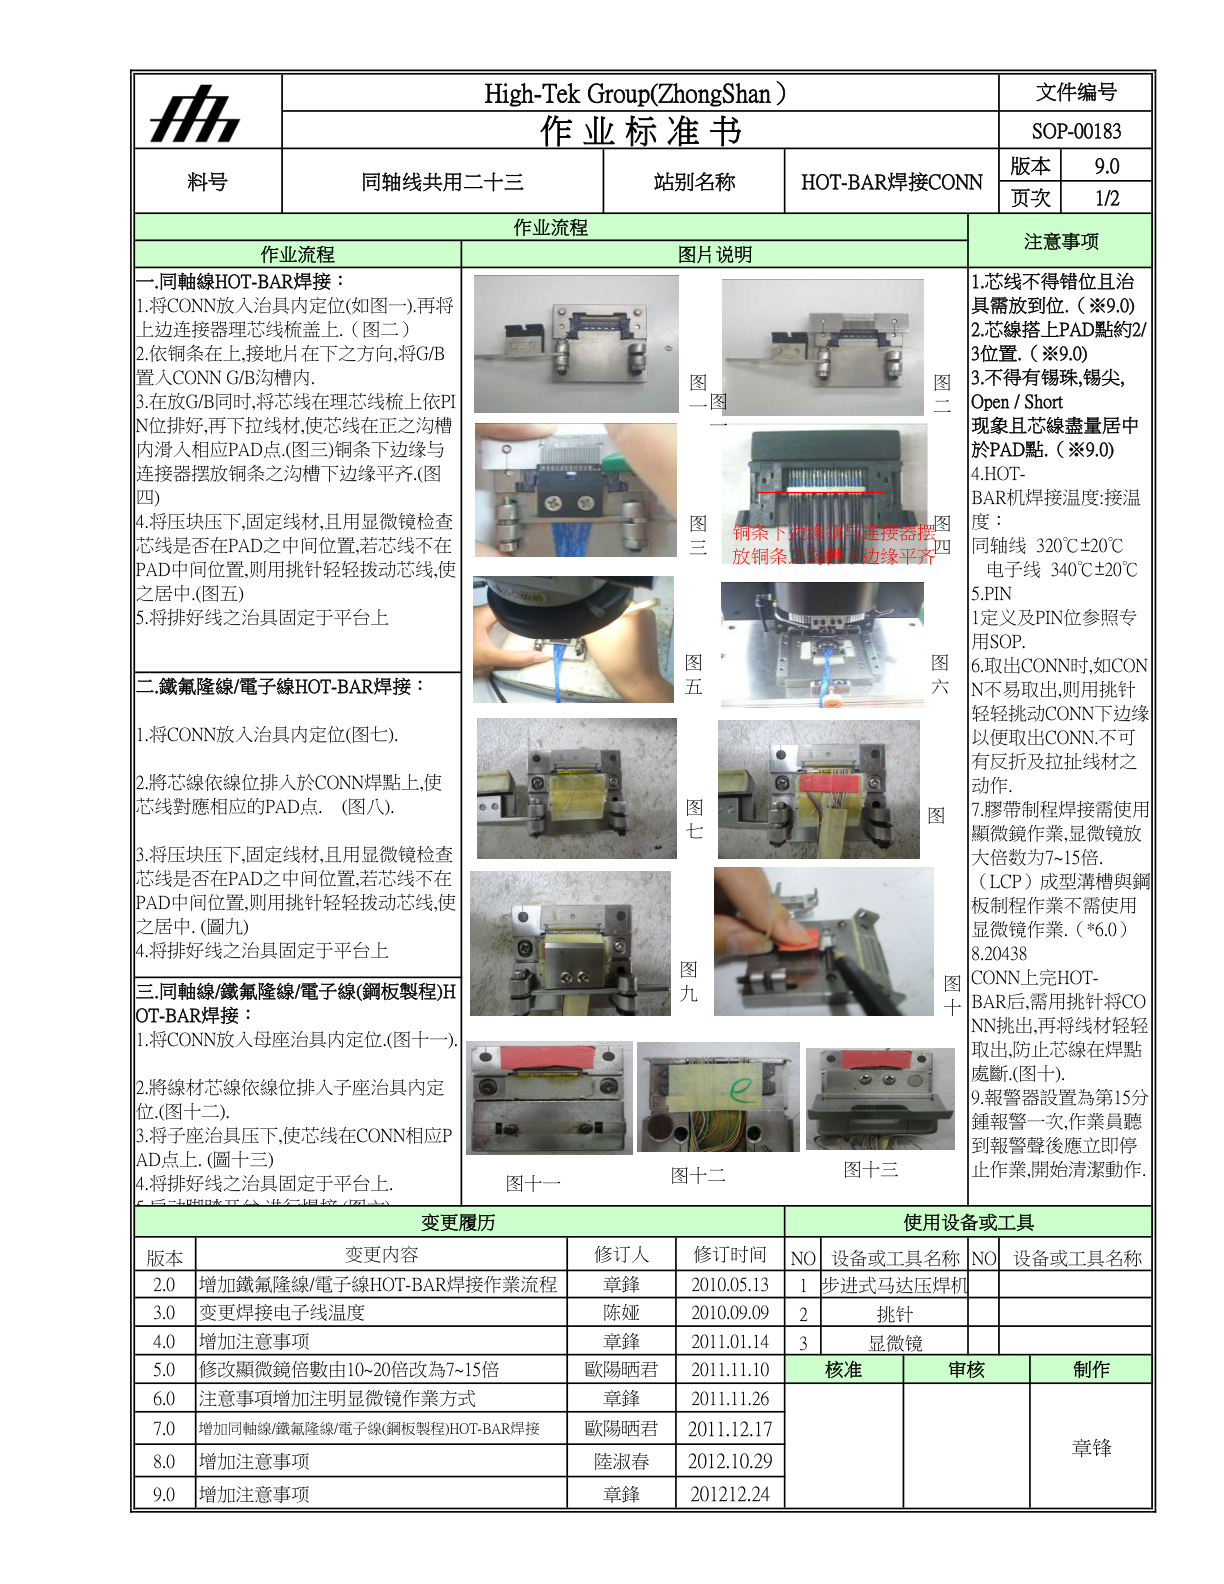 High-Tek Group(ZhongShan）
文件编号
作 业 标 准 书
SOP-00183
料号
同轴线共用二十三
站别名称
HOT-BAR焊接CONN
版本
9.0
页次
1/2
作业流程
注意事项
作业流程
图片说明
一.同軸線HOT-BAR焊接：
1.将CONN放入治具内定位(如图一).再将
上边连接器理芯线梳盖上.（图二）
2.依铜条在上,接地片在下之方向,将G/B
置入CONN G/B沟槽内.
3.在放G/B同时,将芯线在理芯线梳上依PI
N位排好,再下拉线材,使芯线在正之沟槽
内滑入相应PAD点.(图三)铜条下边缘与
连接器摆放铜条之沟槽下边缘平齐.(图
四)
4.将压块压下,固定线材,且用显微镜检查
芯线是否在PAD之中间位置,若芯线不在
PAD中间位置,则用挑针轻轻拨动芯线,使
之居中.(图五)
5.将排好线之治具固定于平台上
二.鐵氟隆線/電子線HOT-BAR焊接：
1.将CONN放入治具内定位(图七).
2.將芯線依線位排入於CONN焊點上,使
芯线對應相应的PAD点. (图八).
3.将压块压下,固定线材,且用显微镜检查
芯线是否在PAD之中间位置,若芯线不在
PAD中间位置,则用挑针轻轻拨动芯线,使
之居中. (圖九)
4.将排好线之治具固定于平台上
三.同軸線/鐵氟隆線/電子線(鋼板製程)H
OT-BAR焊接：
1.将CONN放入母座治具内定位.(图十一).
2.將線材芯線依線位排入子座治具内定
位.(图十二).
3.将子座治具压下,使芯线在CONN相应P
AD点上. (圖十三)
4.将排好线之治具固定于平台上.
5.启动脚踏开台,进行焊接.(图六)
图
一图
一
图
二
图
三
铜条下边缘须与连接器摆
放铜条之沟槽下边缘平齐
图
四
图
五
图
六
图
七
图
图
九
图
十
e
图十一
图十二
图十三
1.芯线不得错位且治
具需放到位.（※9.0)
2.芯線搭上PAD點約2/
3位置.（※9.0)
3.不得有锡珠,锡尖,
Open / Short
现象且芯線盡量居中
於PAD點.（※9.0)
4.HOT-
BAR机焊接温度:接温
度：
同轴线 320℃±20℃
电子线 340℃±20℃
5.PIN
1定义及PIN位参照专
用SOP.
6.取出CONN时,如CON
N不易取出,则用挑针
轻轻挑动CONN下边缘
以便取出CONN.不可
有反折及拉扯线材之
动作.
7.膠帶制程焊接需使用
顯微鏡作業,显微镜放
大倍数为7~15倍.
（LCP）成型溝槽與鋼
板制程作業不需使用
显微镜作業.（*6.0）
8.20438
CONN上完HOT-
BAR后,需用挑针将CO
NN挑出,再将线材轻轻
取出,防止芯線在焊點
處斷.(图十).
9.報警器設置為第15分
鍾報警一次,作業員聽
到報警聲後應立即停
止作業,開始清潔動作.
变更履历
使用设备或工具
版本 变更内容 修订人 修订时间 NO 设备或工具名称 NO 设备或工具名称
2.0 增加鐵氟隆線/電子線HOT-BAR焊接作業流程 章鋒 2010.05.13 1 步进式马达压焊机
3.0 变更焊接电子线温度 陈娅 2010.09.09 2 挑针
4.0 增加注意事项 章鋒 2011.01.14 3 显微镜
5.0 修改顯微鏡倍數由10~20倍改為7~15倍 歐陽晒君 2011.11.10 核准 审核 制作
6.0 注意事項增加注明显微镜作業方式 章鋒 2011.11.26
7.0 增加同軸線/鐵氟隆線/電子線(鋼板製程)HOT-BAR焊接 歐陽晒君 2011.12.17
章锋
8.0 增加注意事项 陸淑春 2012.10.29
9.0 增加注意事项 章鋒 201212.24